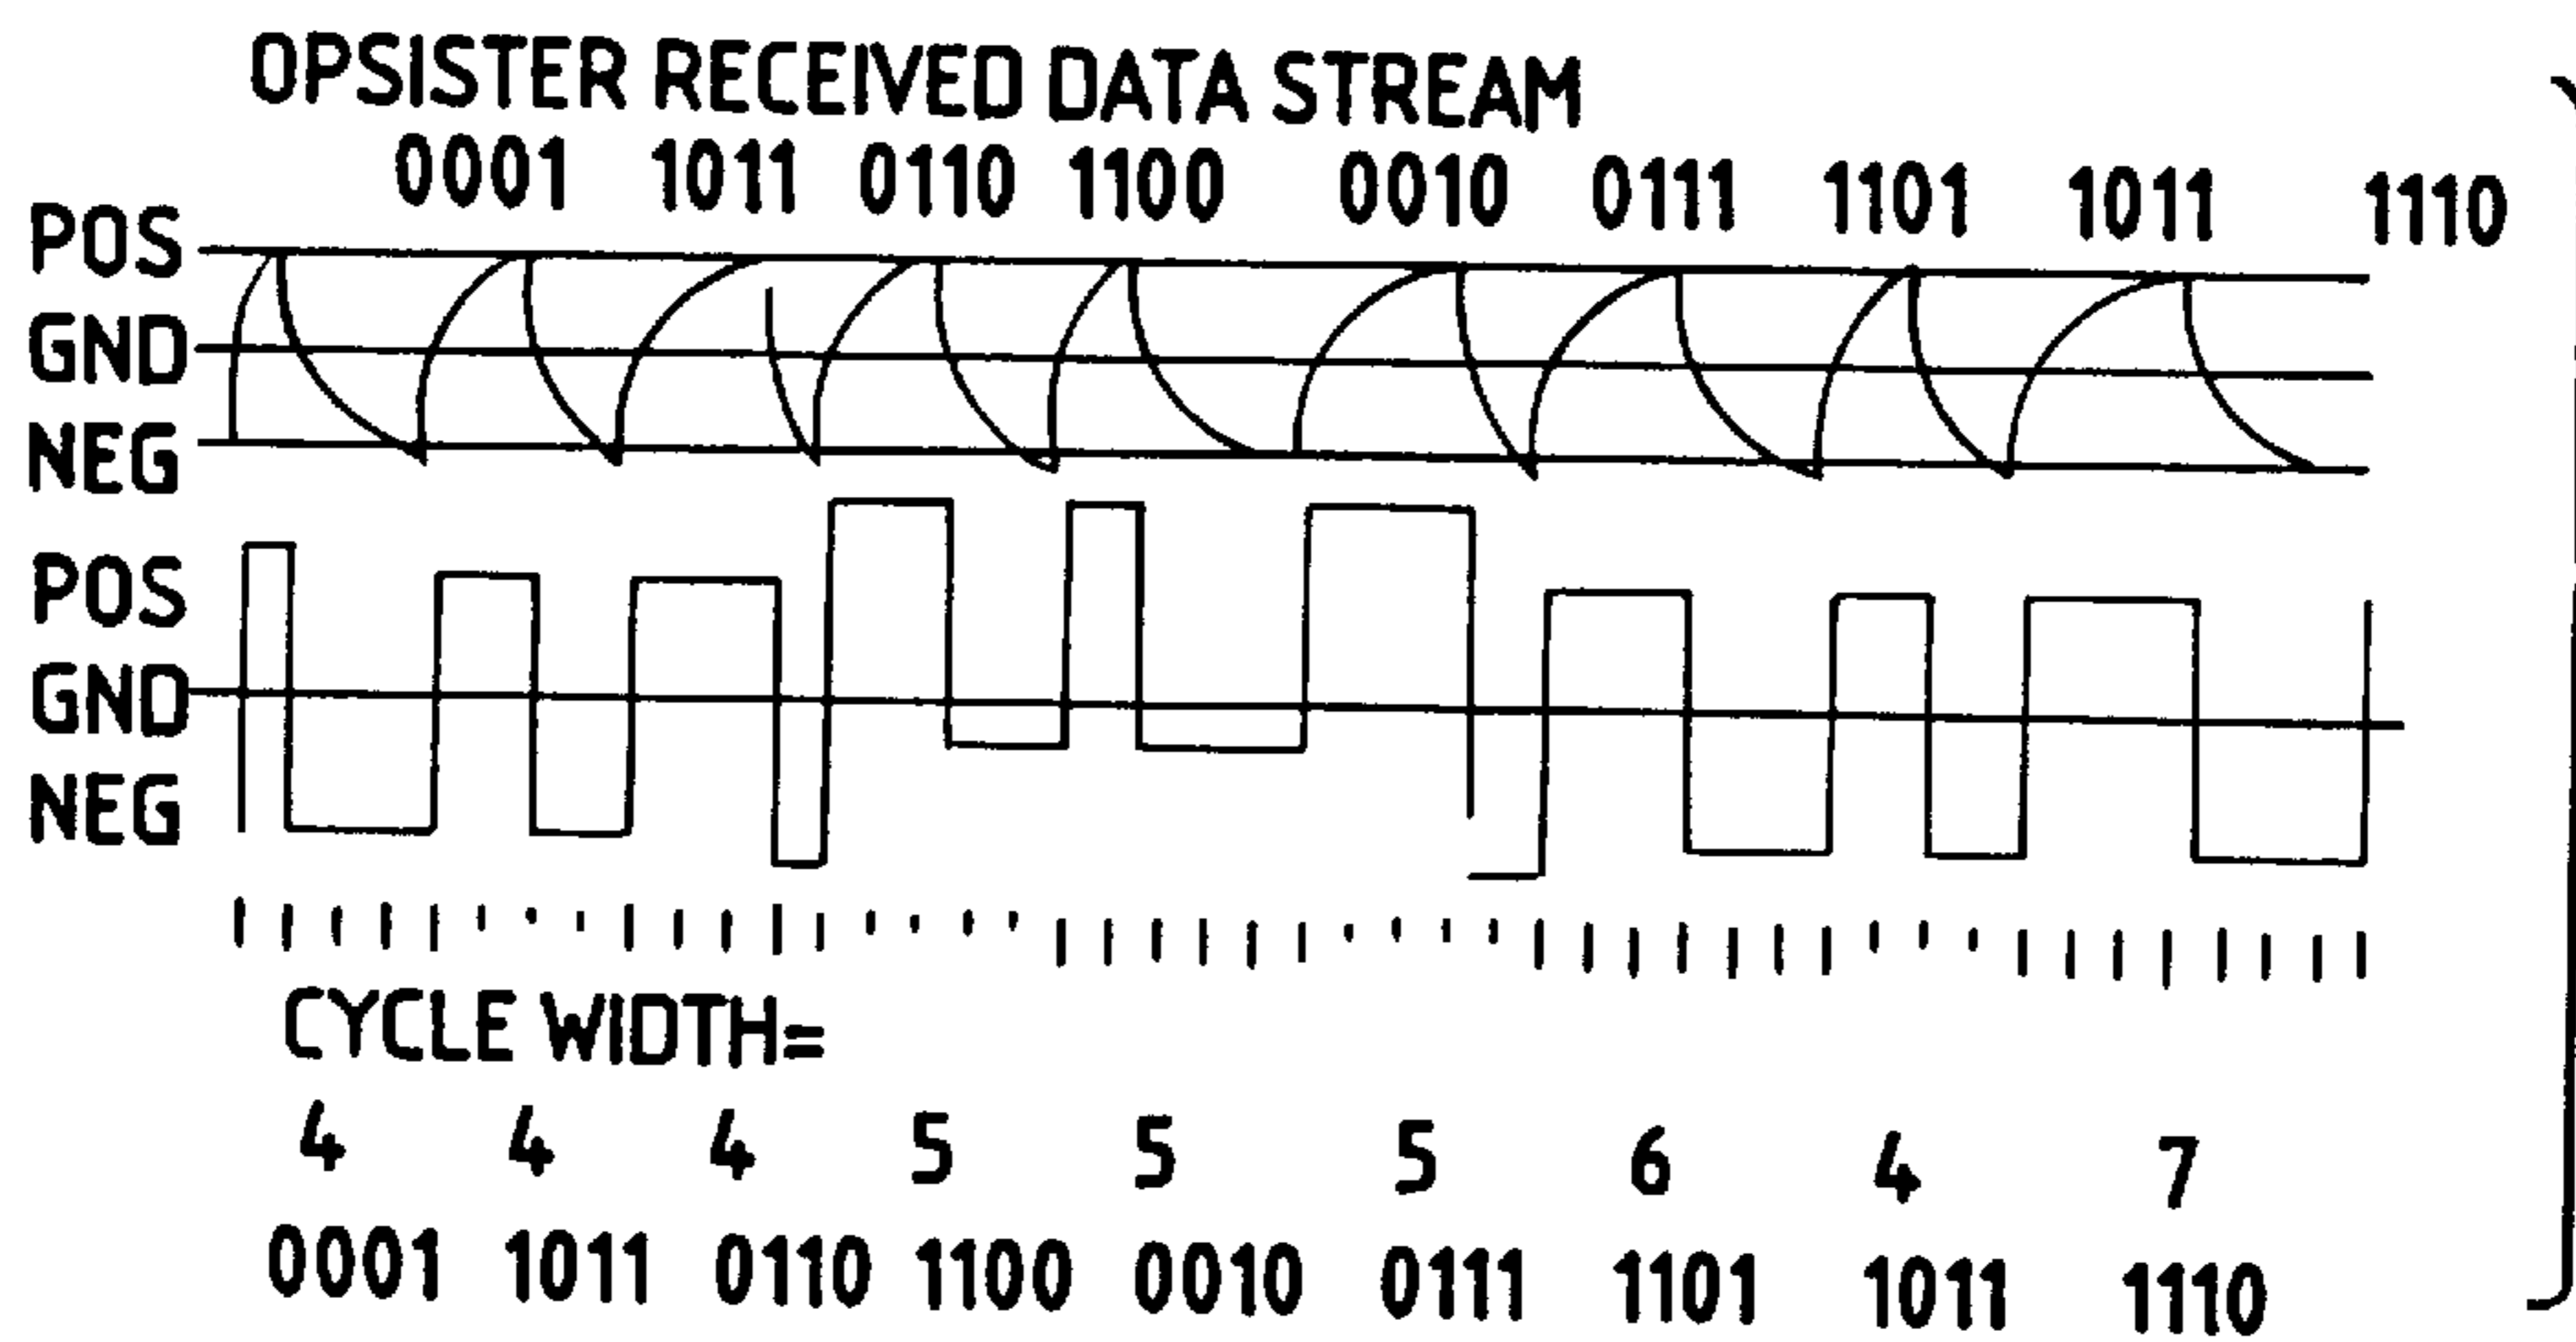 OPSISTER RECEIVED DATA STREAM
0001 1011 0110 1100 0010 0111 1101 1011 1110
POS
GND
NEG
POS
GND
NEG
CYCLE WIDTH=
4 4 4 5 5 5 6 4 7
0001 1011 0110 1100 0010 0111 1101 1011 1110